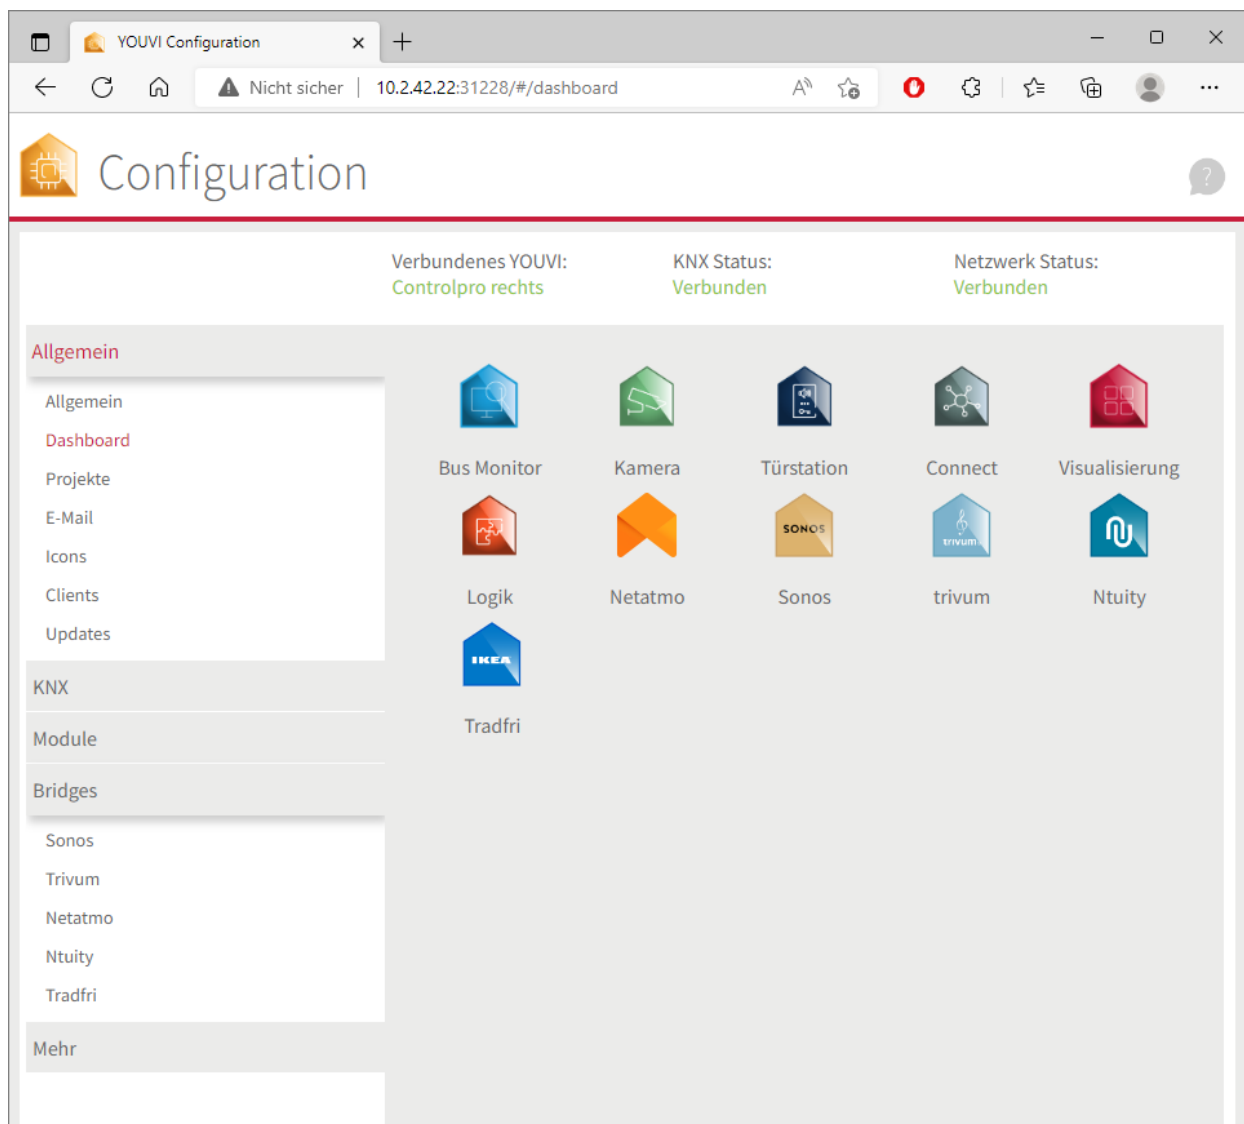 YOUVI Configuration
Nicht sicher | 10.2.42.22:31228/#/dashboard
Configuration
?
Verbundenes YOUVI: KNX Status: Netzwerk Status:
Controlpro rechts Verbunden Verbunden
Allgemein
Allgemein
Dashboard
Projekte
E-Mail
Icons
Clients
Updates
KNX
Module
Bridges
Sonos
Trivum
Netatmo
Ntuity
Tradfri
Mehr
Bus Monitor Kamera Türstation Connect Visualisierung
SONOS trivum
Logik Netatmo Sonos trivum Ntuity
IKEA
Tradfri